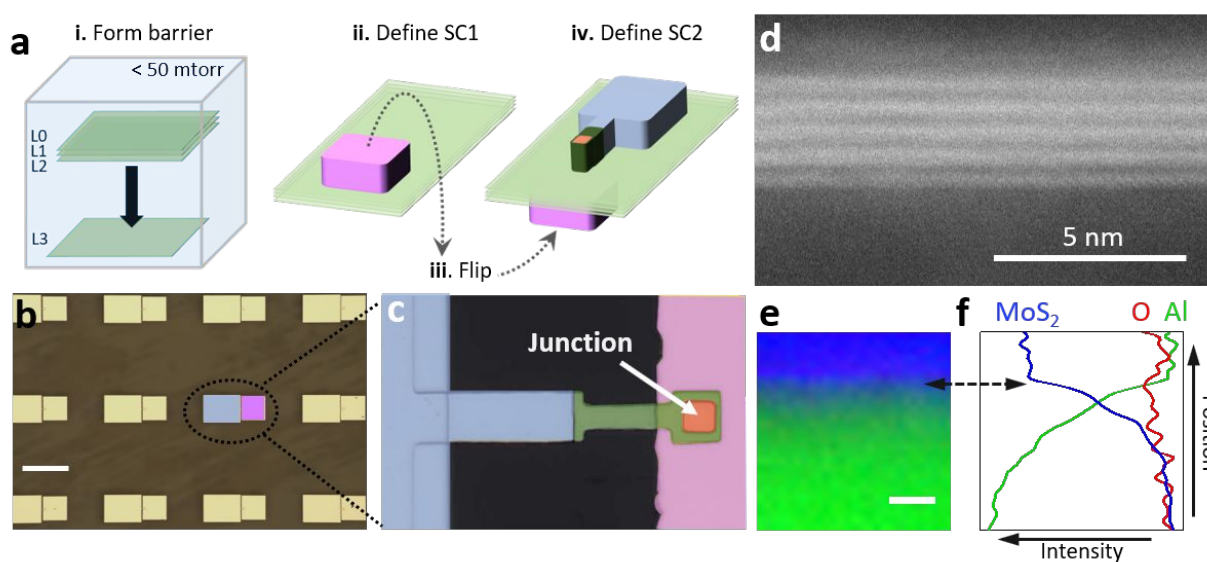 a
i. Form barrier
< 50 mtorr
L0
L1
L2
L3
ii. Define SC1
iii. Flip
iv. Define SC2
b
c
Junction
d
5 nm
e
f
MoS₂
O
Al
Position
Intensity